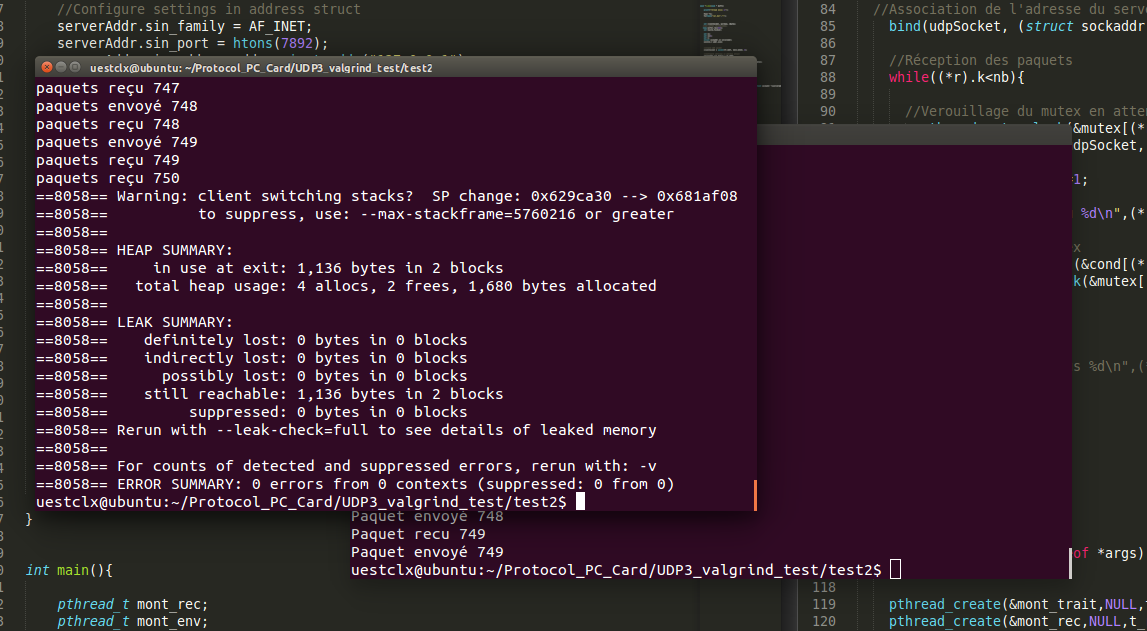 //Configure settings in address struct
serverAddr.sin_family = AF_INET;
serverAddr.sin_port = htons(7892);
uestclx@ubuntu: ~/Protocol_PC_Card/UDP3_valgrind_test/test2
paquets reçu 747
paquets envoyé 748
paquets reçu 748
paquets envoyé 749
paquets reçu 749
paquets reçu 750
==8058== Warning: client switching stacks?  SP change: 0x629ca30 --> 0x681af08
==8058==          to suppress, use: --max-stackframe=5760216 or greater
==8058==
==8058== HEAP SUMMARY:
==8058==     in use at exit: 1,136 bytes in 2 blocks
==8058==   total heap usage: 4 allocs, 2 frees, 1,680 bytes allocated
==8058==
==8058== LEAK SUMMARY:
==8058==    definitely lost: 0 bytes in 0 blocks
==8058==    indirectly lost: 0 bytes in 0 blocks
==8058==      possibly lost: 0 bytes in 0 blocks
==8058==    still reachable: 1,136 bytes in 2 blocks
==8058==         suppressed: 0 bytes in 0 blocks
==8058== Rerun with --leak-check=full to see details of leaked memory
==8058==
==8058== For counts of detected and suppressed errors, rerun with: -v
==8058== ERROR SUMMARY: 0 errors from 0 contexts (suppressed: 0 from 0)
uestclx@ubuntu:~/Protocol_PC_Card/UDP3_valgrind_test/test2$
Paquet envoyé 748
Paquet recu 749
Paquet envoyé 749
uestclx@ubuntu:~/Protocol_PC_Card/UDP3_valgrind_test/test2$
}
int main(){
pthread_t mont_rec;
pthread_t mont_env;
84 //Association de l'adresse du serve
85 bind(udpSocket, (struct sockaddr
86
87 //Réception des paquets
88 while((*r).k<nb){
89
90 //Verouillage du mutex en atte
&mutex[(*
dpSocket,
=1;
%d\n",(*
x
(&cond[(*
k(&mutex[
s %d\n",(
of *args)
118
119 pthread_create(&mont_trait,NULL,
120 pthread_create(&mont_rec,NULL,t_